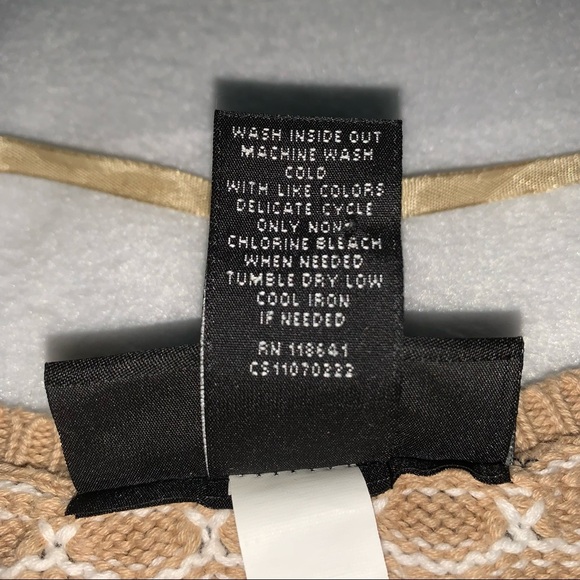 WASH INSIDE OUT
MACHINE WASH
COLD
WITH LIKE COLORS
DELICATE CYCLE
ONLY NON-
CHLORINE BLEACH
WHEN NEEDED
TUMBLE DRY LOW
COOL IRON
IF NEEDED
RN 118641
CS11070222